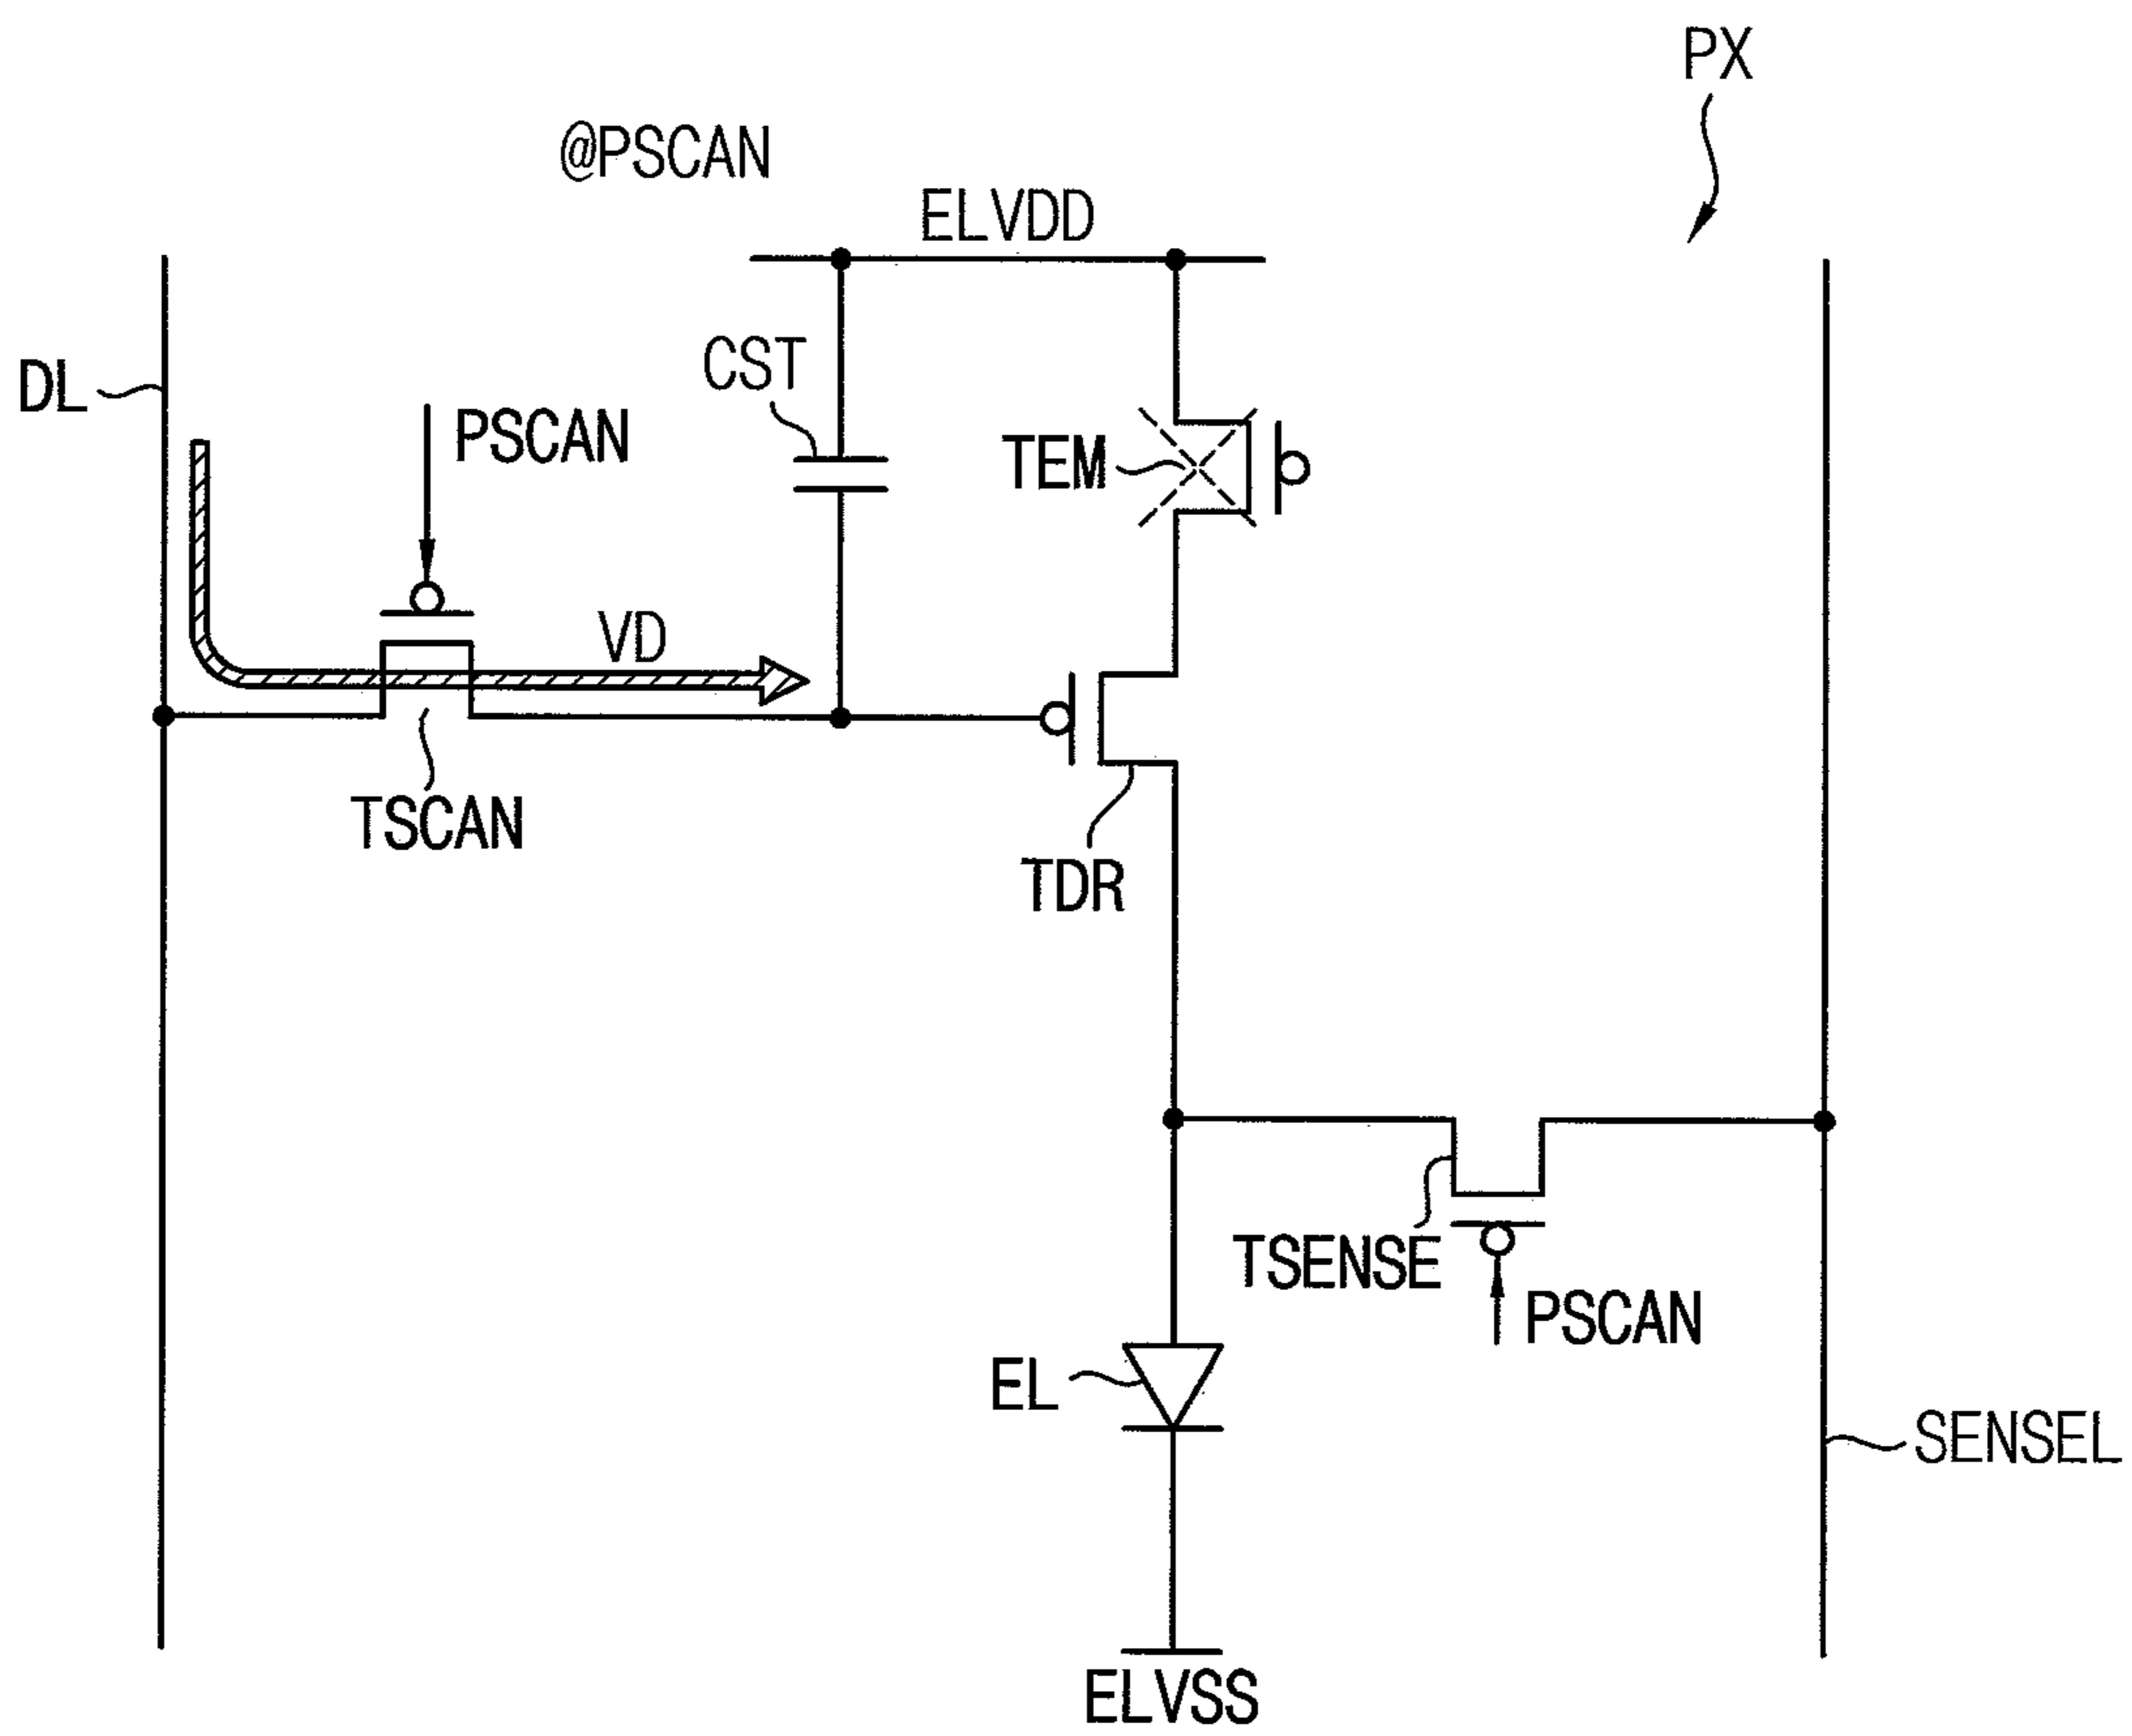 PX
@PSCAN
ELVDD
CST
DL
PSCAN
TEM
VD
TSCAN
TDR
TSENSE
PSCAN
EL
SENSEL
ELVSS